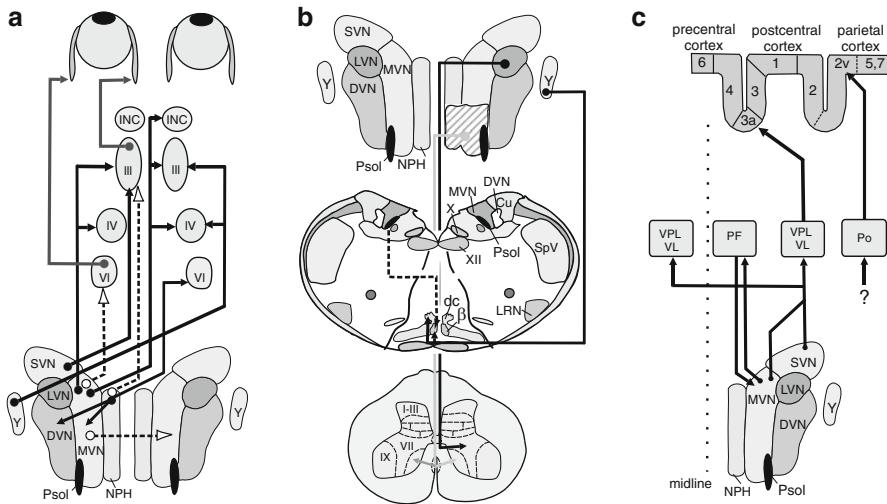 a
INC INC
III III
IV IV
VI VI
SVN
LVN
Y
DVN
MVN
Y
Psol
NPH
b
SVN
LVN
MVN
Y
DVN
Y
Psol
NPH
MVN
DVN
X
Cu
Psol
XII
SpV
dc
β
LRN
I-III
VII
IX
c
precentral cortex
postcentral cortex
parietal cortex
6
1
2v
5,7
4
3
2
3a
VPL VL
PF
VPL VL
Po
?
SVN
LVN
MVN
Y
DVN
midline
NPH
Psol